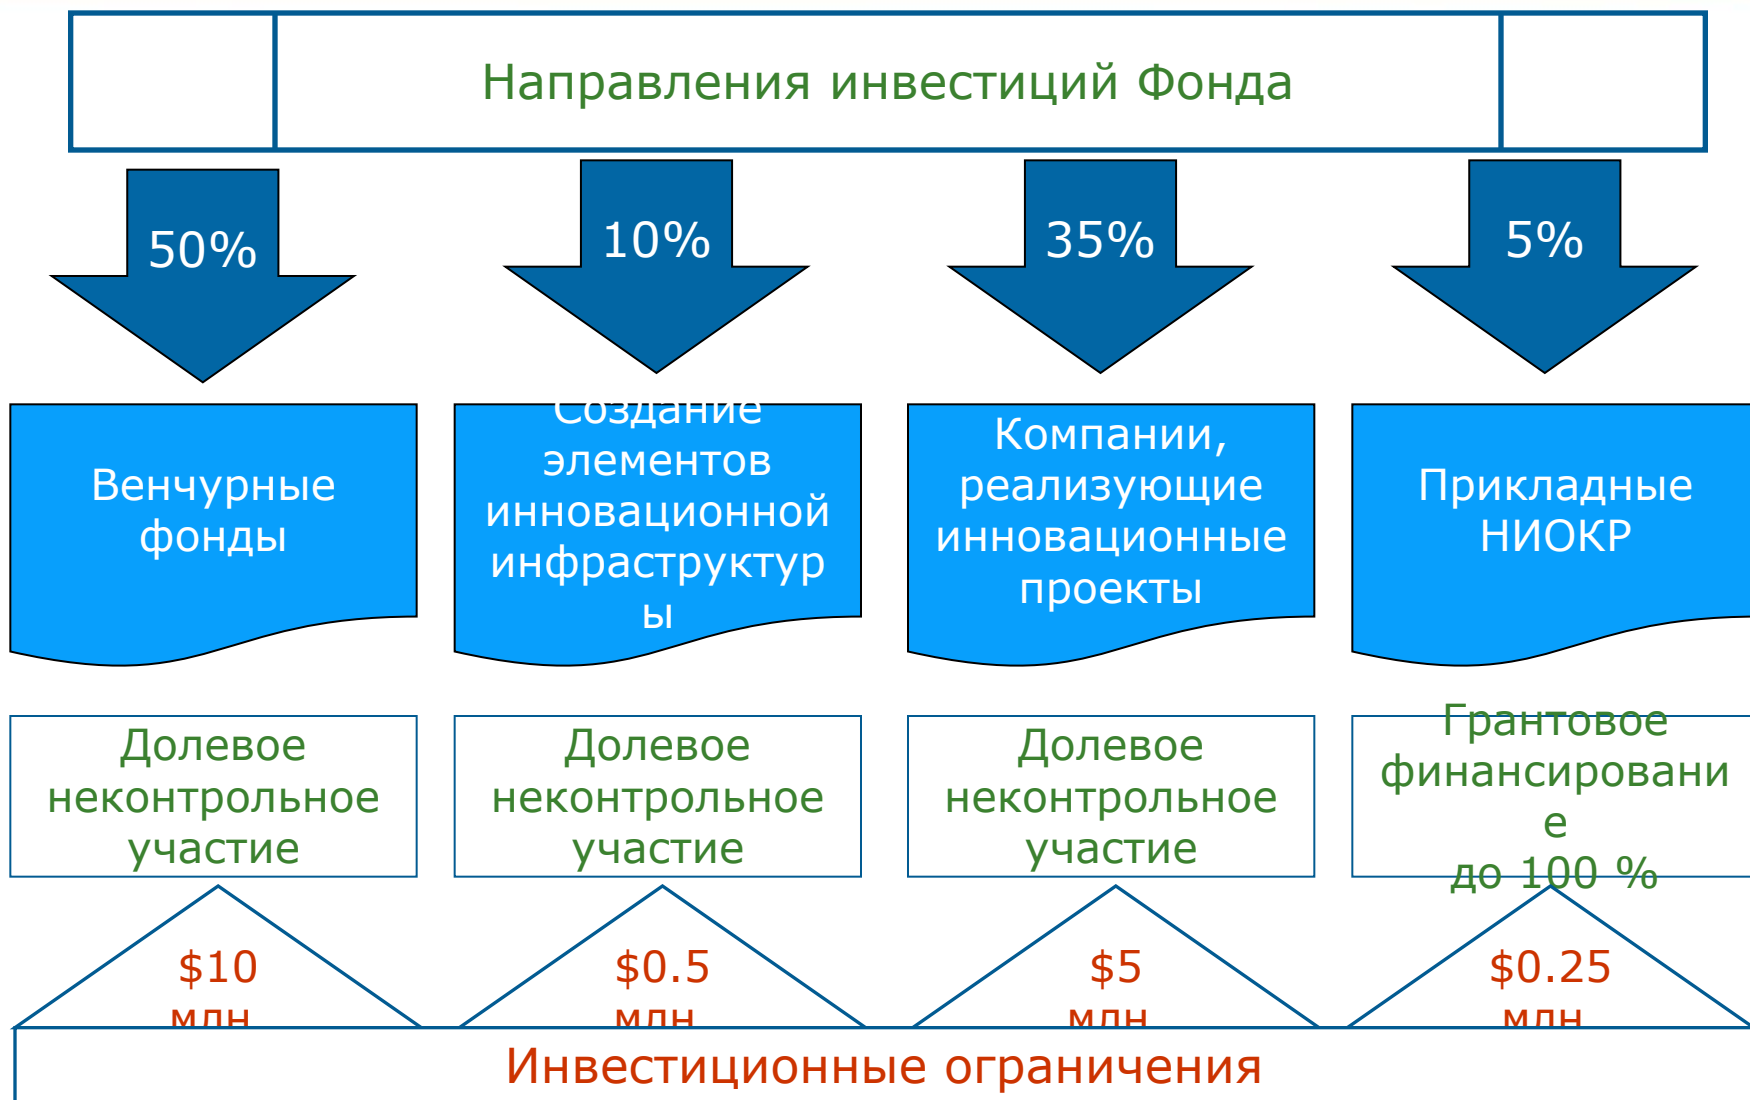 Направления инвестиций Фонда
50%
10%
35%
5%
Венчурные
фонды
Создание
элементов
инновационной
инфраструктур
ы
Компании,
реализующие
инновационные
проекты
Прикладные
НИОКР
Долевое
неконтрольное
участие
Долевое
неконтрольное
участие
Долевое
неконтрольное
участие
Грантовое
финансировани
е
до 100 %
$10
млн
$0.5
млн
$5
млн
$0.25
млн
Инвестиционные ограничения